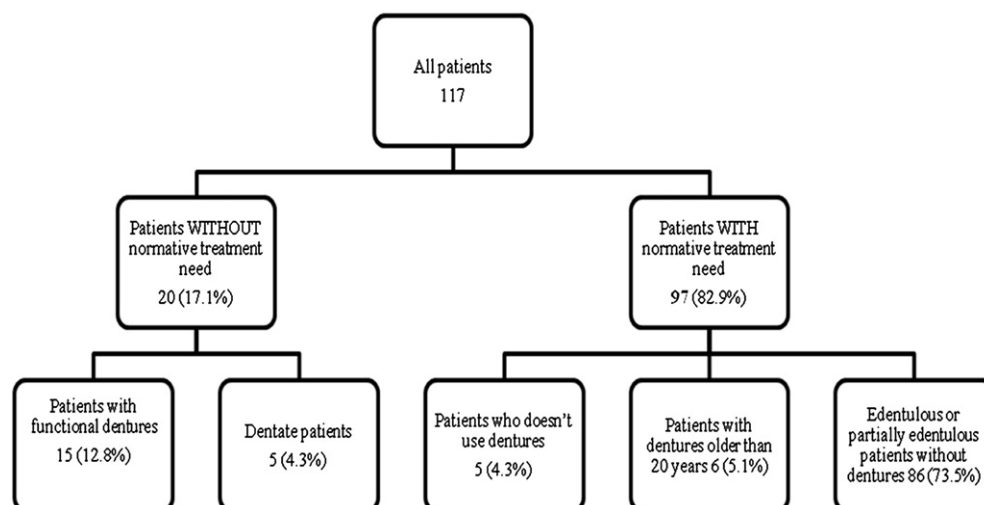 All patients
117
Patients WITHOUT
normative treatment
need
20 (17.1%)
Patients WITH
normative treatment
need
97 (82.9%)
Patients with
functional dentures
15 (12.8%)
Dentate patients
5 (4.3%)
Patients who doesn't
use dentures
5 (4.3%)
Patients with
dentures older than
20 years 6 (5.1%)
Edentulous or
partially edentulous
patients without
dentures 86 (73.5%)